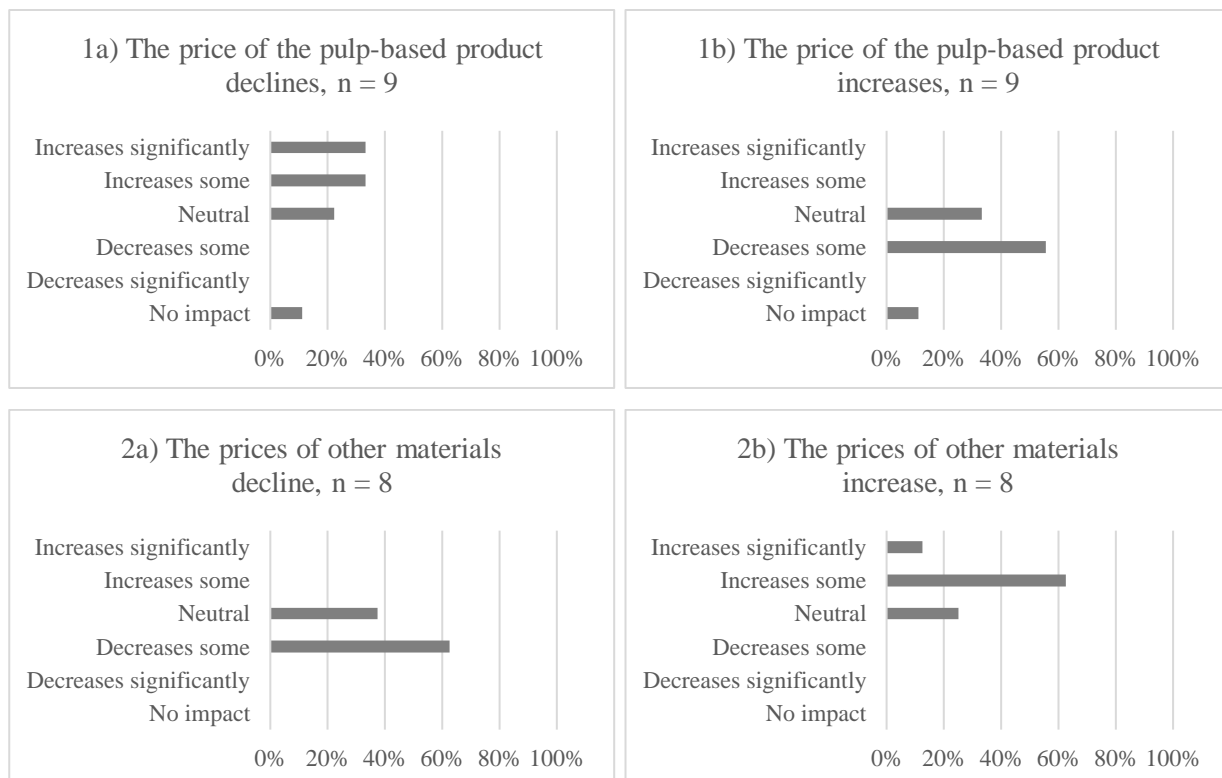 1a) The price of the pulp-based product
declines, n = 9
Increases significantly
Increases some
Neutral
Decreases some
Decreases significantly
No impact
0% 20% 40% 60% 80% 100%
1b) The price of the pulp-based product
increases, n = 9
Increases significantly
Increases some
Neutral
Decreases some
Decreases significantly
No impact
0% 20% 40% 60% 80% 100%
2a) The prices of other materials
decline, n = 8
Increases significantly
Increases some
Neutral
Decreases some
Decreases significantly
No impact
0% 20% 40% 60% 80% 100%
2b) The prices of other materials
increase, n = 8
Increases significantly
Increases some
Neutral
Decreases some
Decreases significantly
No impact
0% 20% 40% 60% 80% 100%